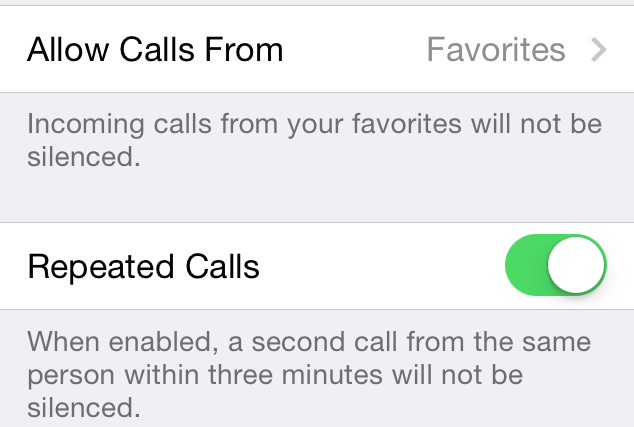 Allow Calls From Favorites
Incoming calls from your favorites will not be
silenced.
Repeated Calls
When enabled, a second call from the same
person within three minutes will not be
silenced.